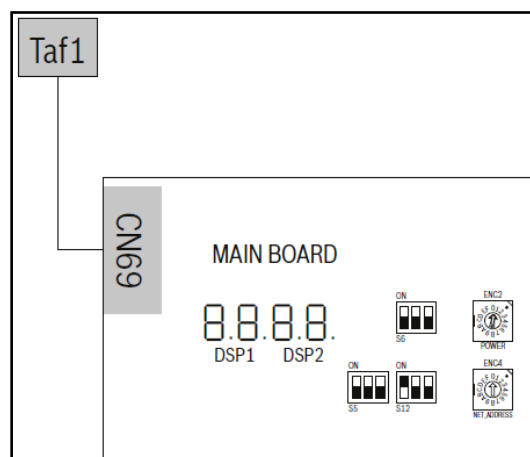 Taf1
CN69
MAIN BOARD
8.8.8.8.
DSP1 DSP2
ON
S6
ENC2
POWER
ON
S5
ON
S12
ENC4
NET_ADDRESS